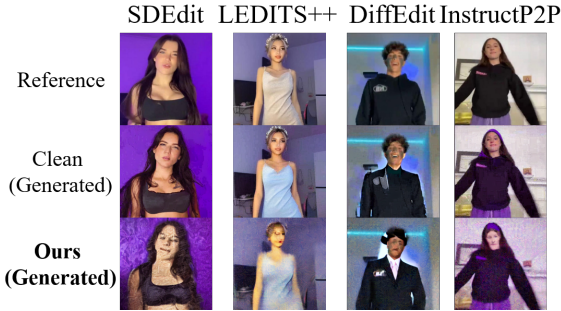 SDEdit LEDITS++ DiffEdit InstructP2P
Reference
Clean
(Generated)
Ours
(Generated)